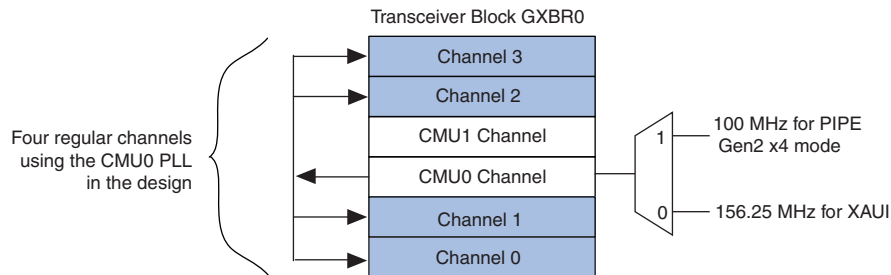 Transceiver Block GXBR0
Channel 3
Channel 2
CMU1 Channel
CMU0 Channel
Channel 1
Channel 0
Four regular channels
using the CMU0 PLL
in the design
1
0
100 MHz for PIPE
Gen2 x4 mode
156.25 MHz for XAUI